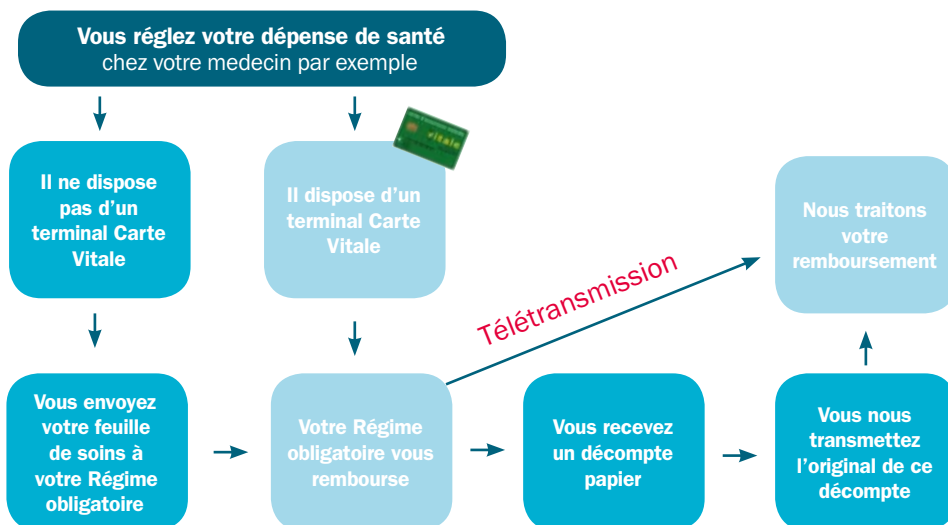 Vous réglez votre dépense de santé
chez votre medecin par exemple
Il ne dispose
pas d'un
terminal Carte
Vitale
Il dispose d'un
terminal Carte
Vitale
vitale
Nous traitons
votre
remboursement
Télétransmission
Vous envoyez
votre feuille
de soins à
votre Régime
obligatoire
Votre Régime
obligatoire vous
rembourse
Vous recevez
un décompte
papier
Vous nous
transmettez
l'original de ce
décompte